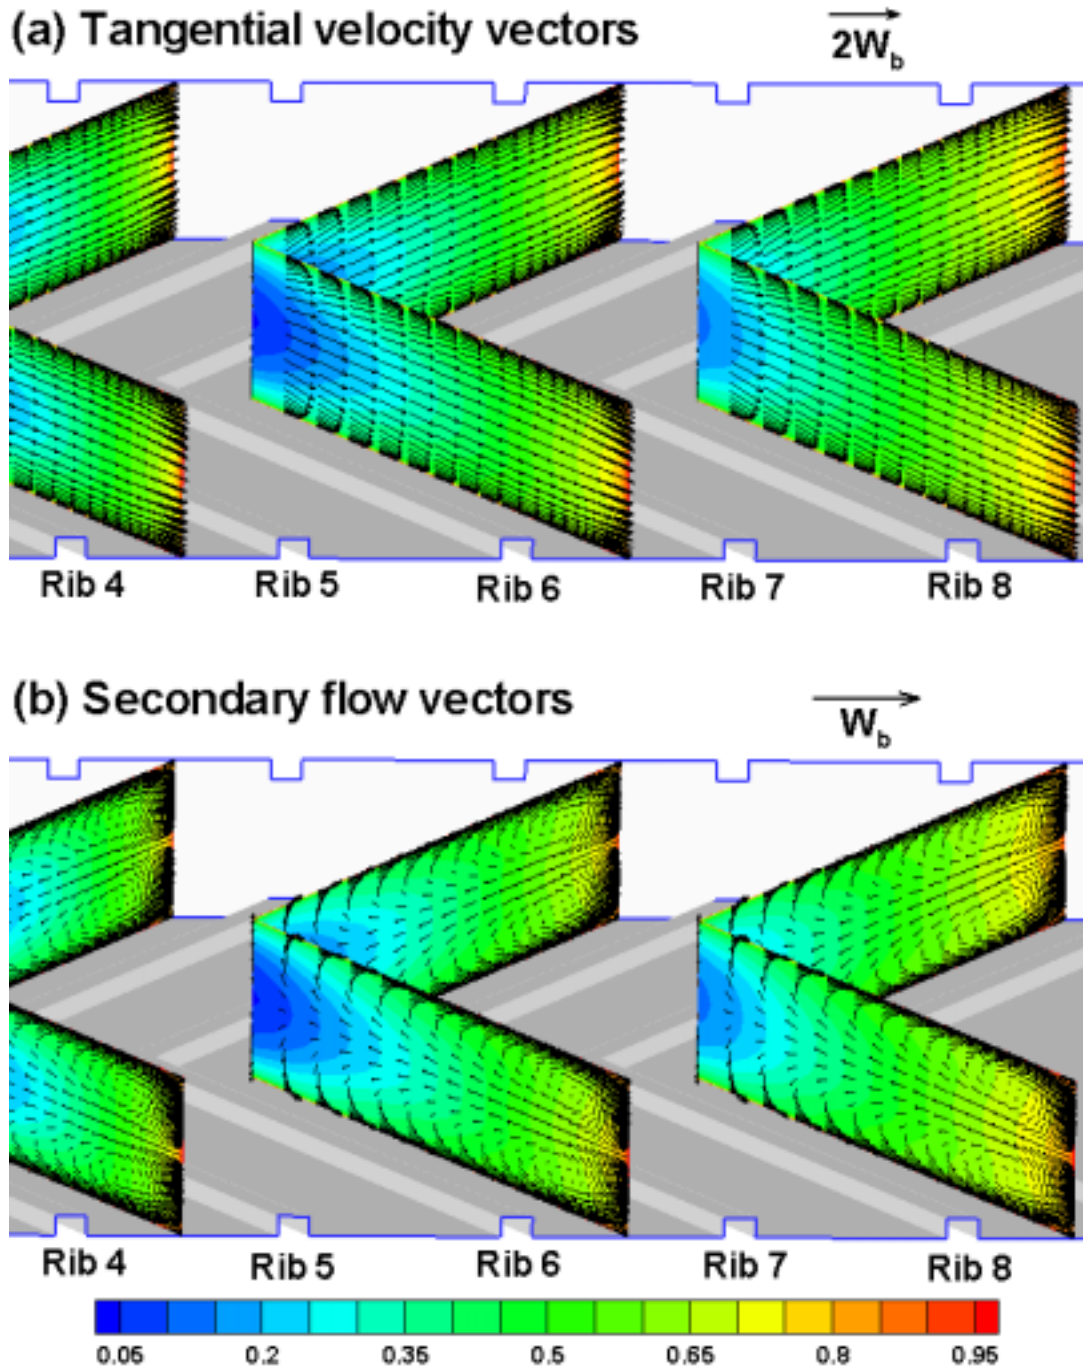 (a) Tangential velocity vectors
2W_b
Rib 4 Rib 5 Rib 6 Rib 7 Rib 8
(b) Secondary flow vectors
W_b
Rib 4 Rib 5 Rib 6 Rib 7 Rib 8
0.05 0.2 0.35 0.5 0.65 0.8 0.95